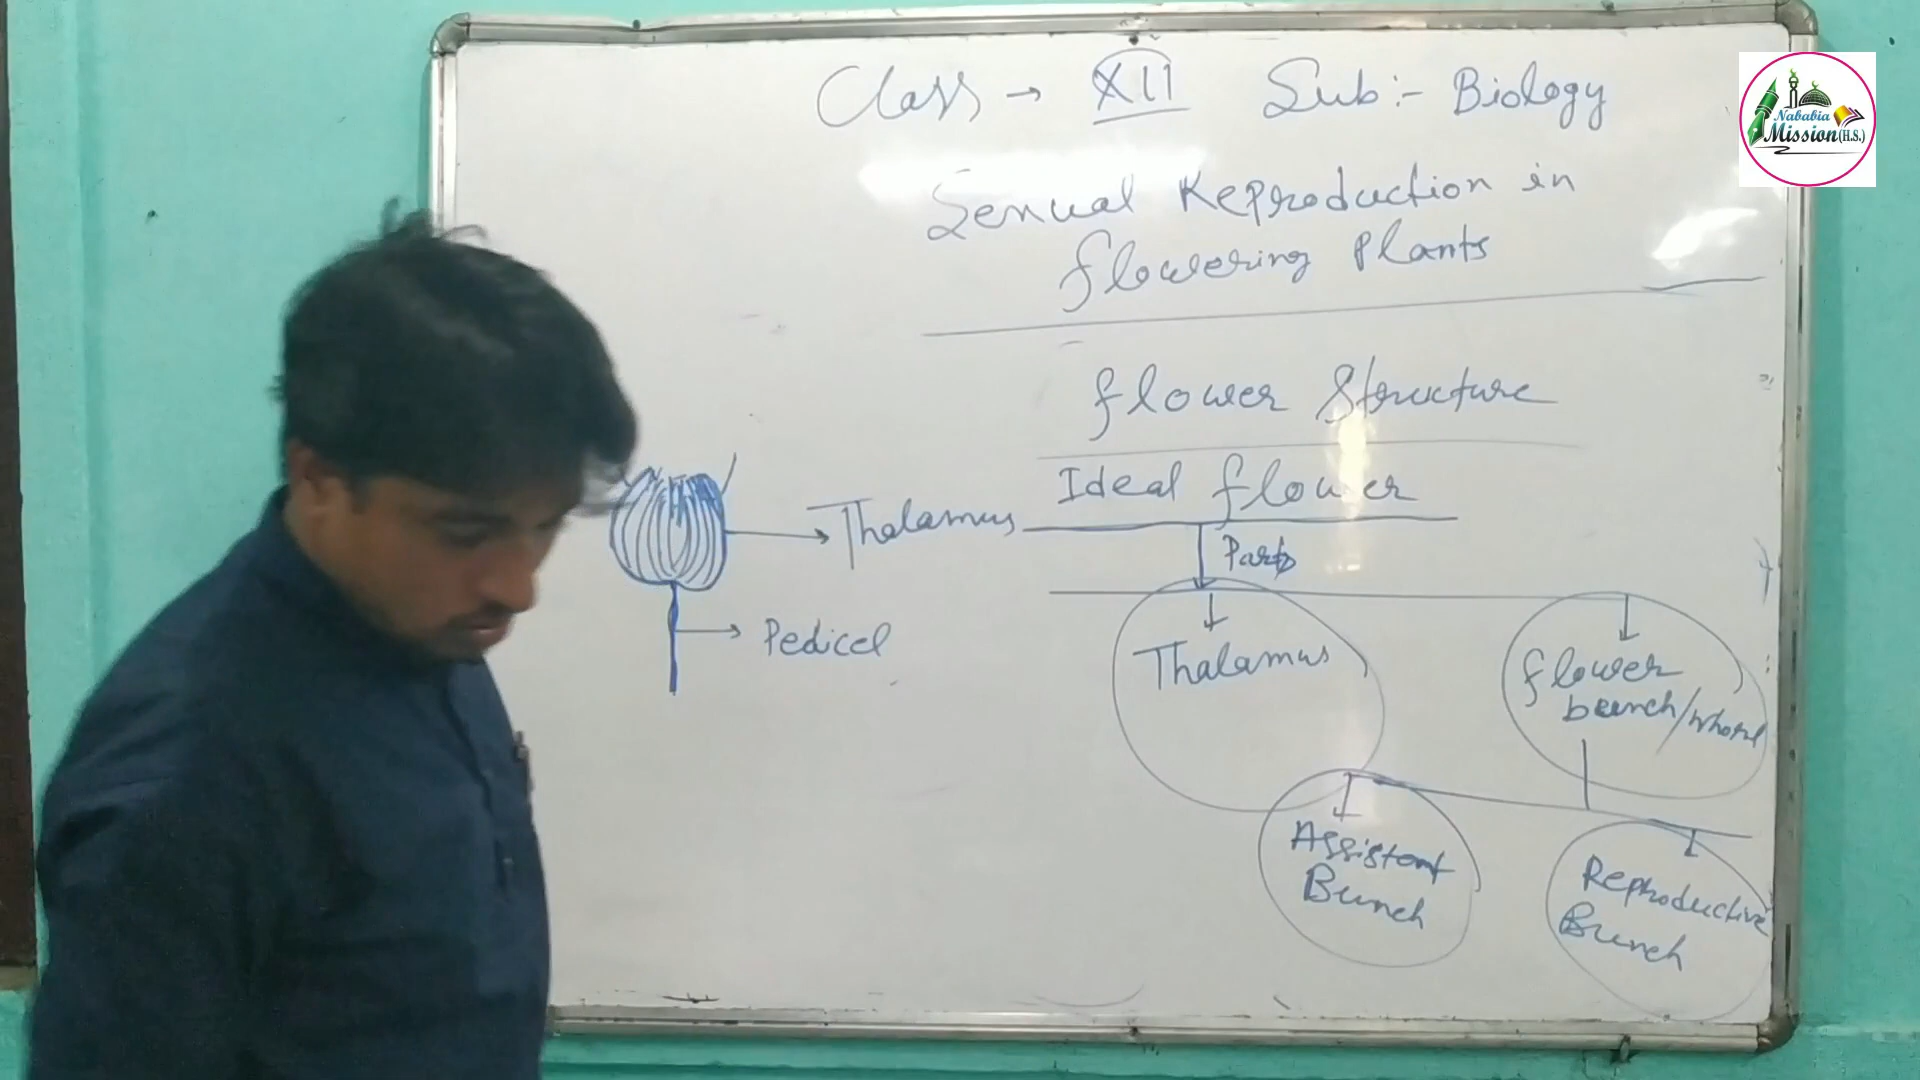 Class → XII Sub:- Biology
Sexual Reproduction in
flowering Plants
flower Structure
Ideal flower
Parts
Thalamus
Pedicel
Thalamus
flower
bunch/whorl
Assistant
Bunch
Reproductive
Bunch
Nababia
Mission (H.S.)